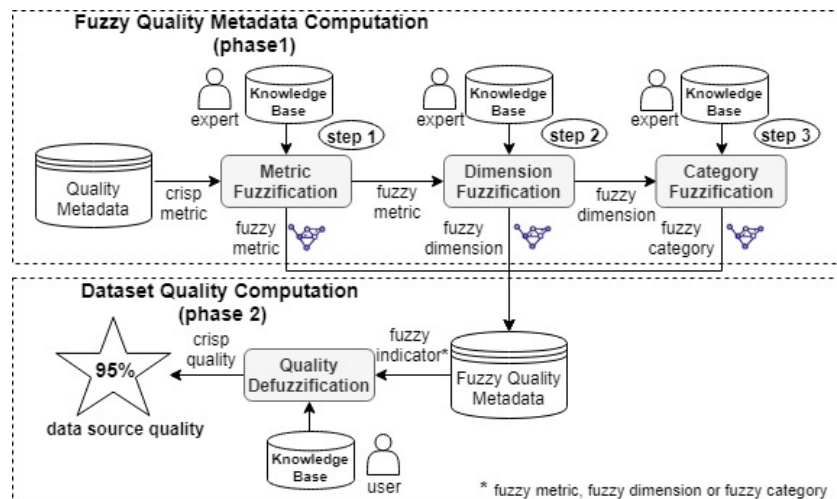 Fuzzy Quality Metadata Computation
(phase1)
expert
Knowledge
Base
step 1
expert
Knowledge
Base
step 2
expert
Knowledge
Base
step 3
Quality
Metadata
crisp
metric
Metric
Fuzzification
fuzzy
metric
Dimension
Fuzzification
fuzzy
dimension
Category
Fuzzification
fuzzy
metric
fuzzy
dimension
fuzzy
category
Dataset Quality Computation
(phase 2)
95%
data source quality
crisp
quality
Quality
Defuzzification
fuzzy
indicator*
Fuzzy Quality
Metadata
Knowledge
Base
user
* fuzzy metric, fuzzy dimension or fuzzy category